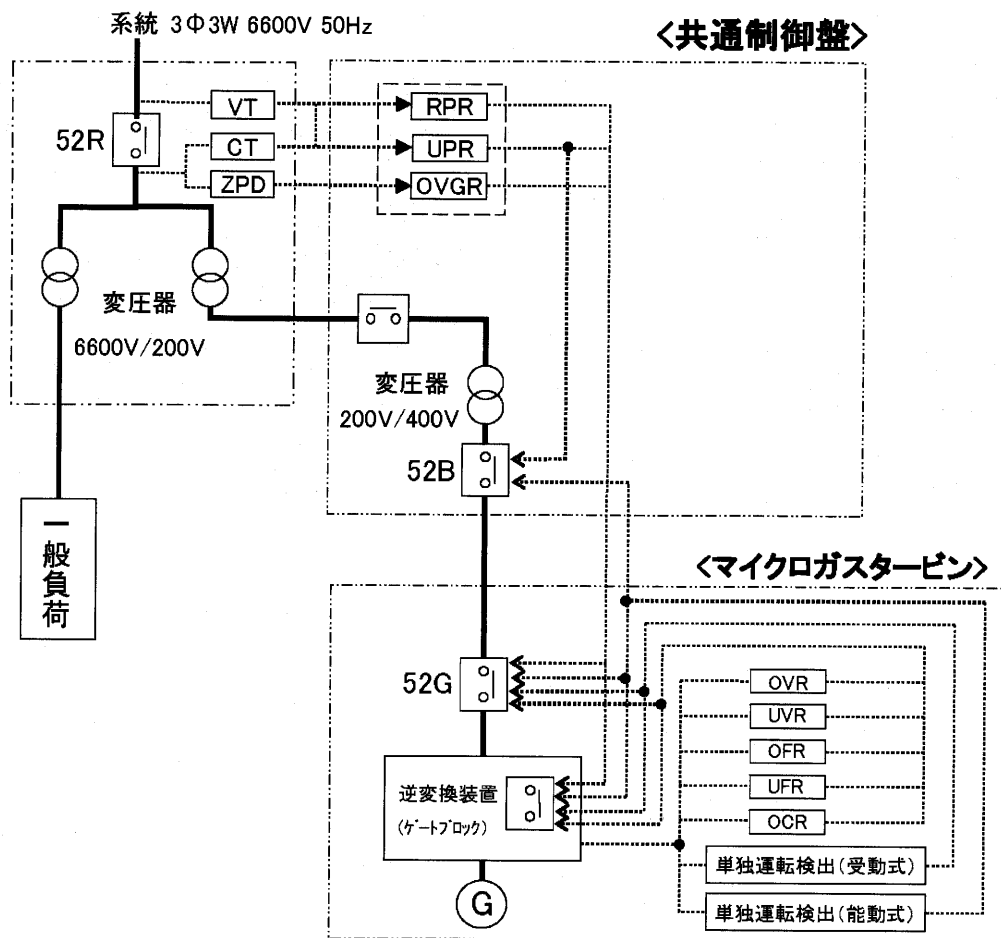 系統 3Φ3W 6600V 50Hz
<共通制御盤>
VT
RPR
52R
CT
UPR
ZPD
OVGR
変圧器
6600V/200V
変圧器
200V/400V
52B
一般負荷
<マイクロガスタービン>
52G
OVR
UVR
OFR
UFR
OCR
逆変換装置
(ゲートブロック)
単独運転検出(受動式)
G
単独運転検出(能動式)